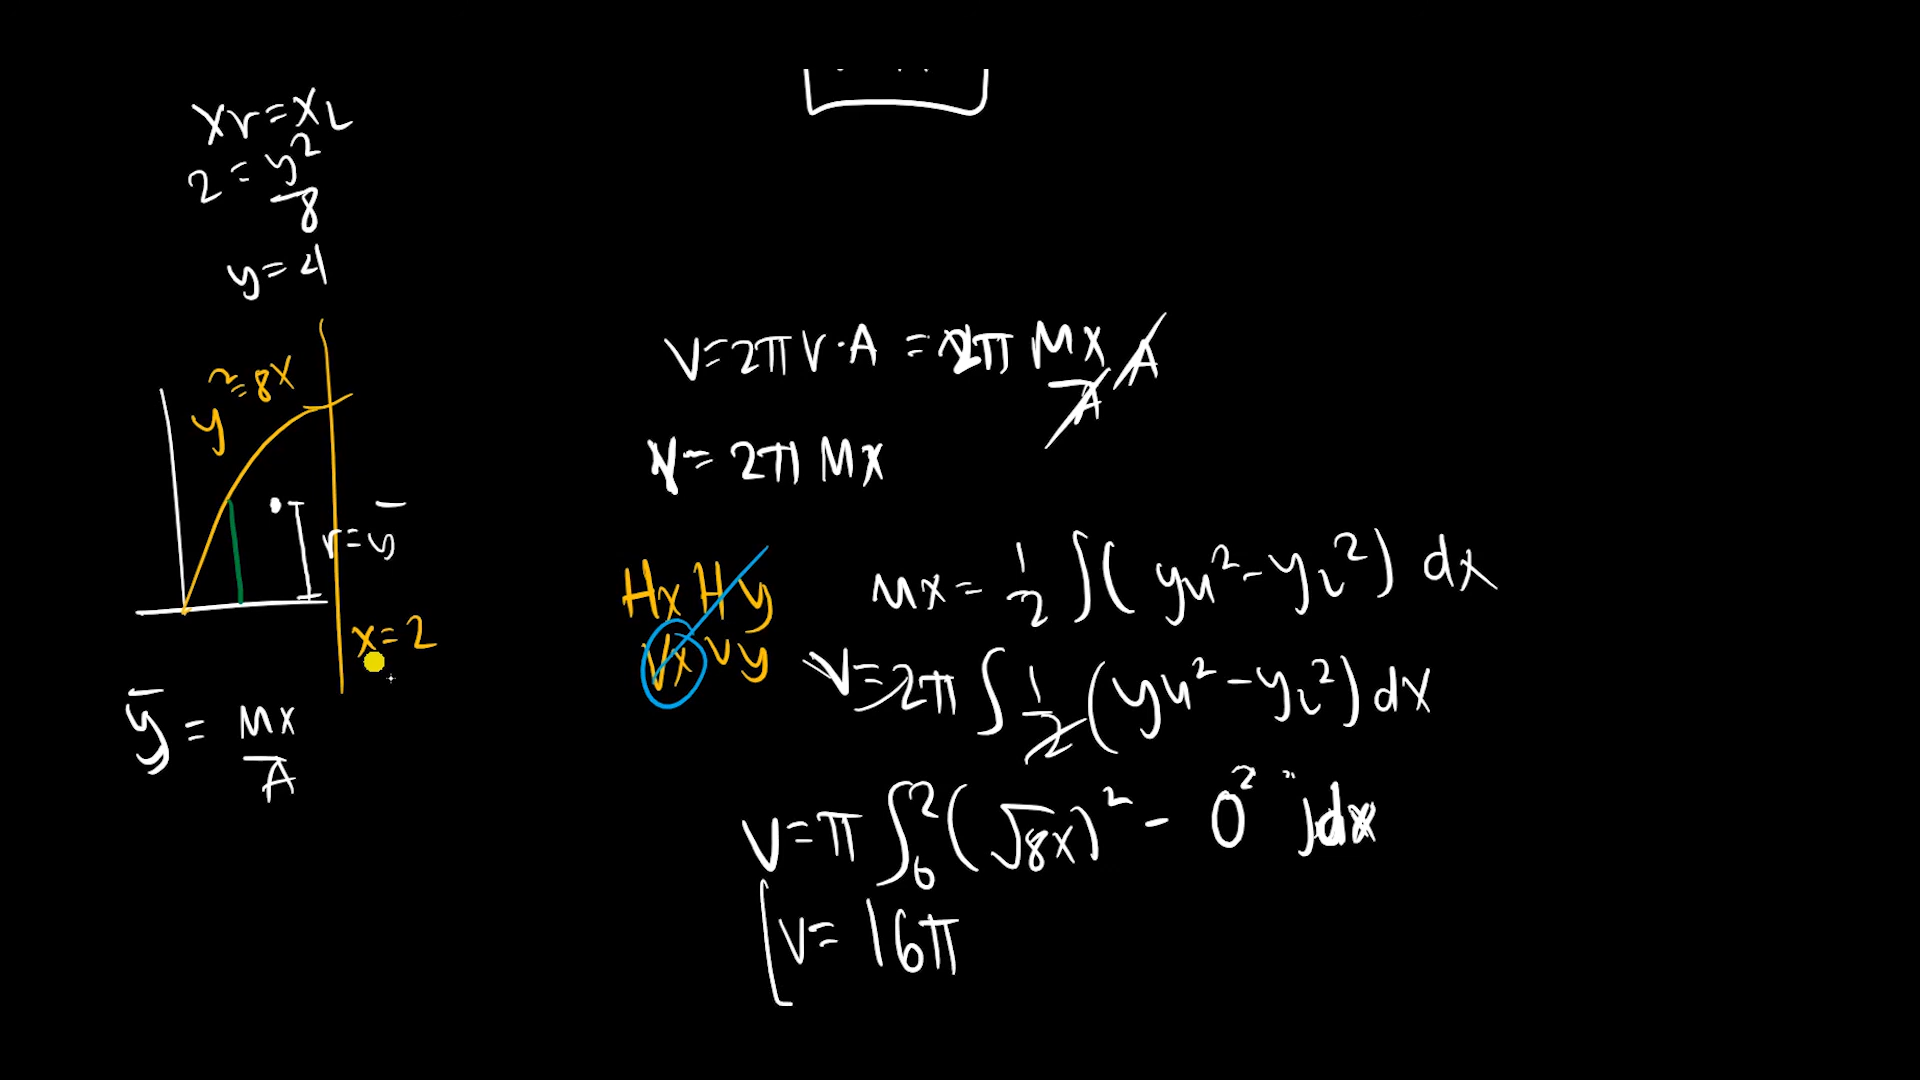 xr = xL
2 = y²/8
y = 4
y² = 8x
r = ȳ
x = 2
ȳ = Mx/A
V = 2π r · A = 2π Mx/A A
V = 2π Mx
Hx Hy
Vx Vy
Mx = 1/2 ∫( yu² - yL² ) dx
V = 2π ∫ 1/2 (yu² - yL²) dx
V = π ∫₀² (√8x)² - 0² ) dx
V = 16π